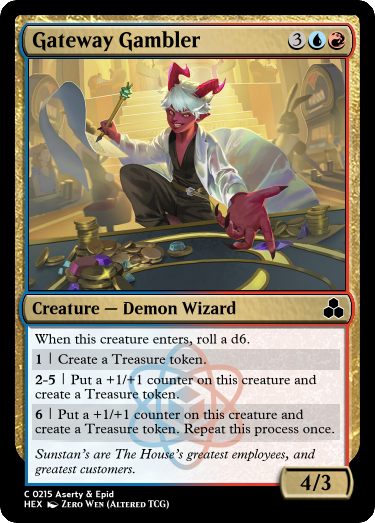 Gateway Gambler 3
Creature — Demon Wizard
When this creature enters, roll a d6.
1 | Create a Treasure token.
2-5 | Put a +1/+1 counter on this creature and
create a Treasure token.
6 | Put a +1/+1 counter on this creature and
create a Treasure token. Repeat this process once.
Sunstan's are The House's greatest employees, and
greatest customers.
4/3
C 0215 Aserty & Epid
HEX Zero Wen (Altered TCG)